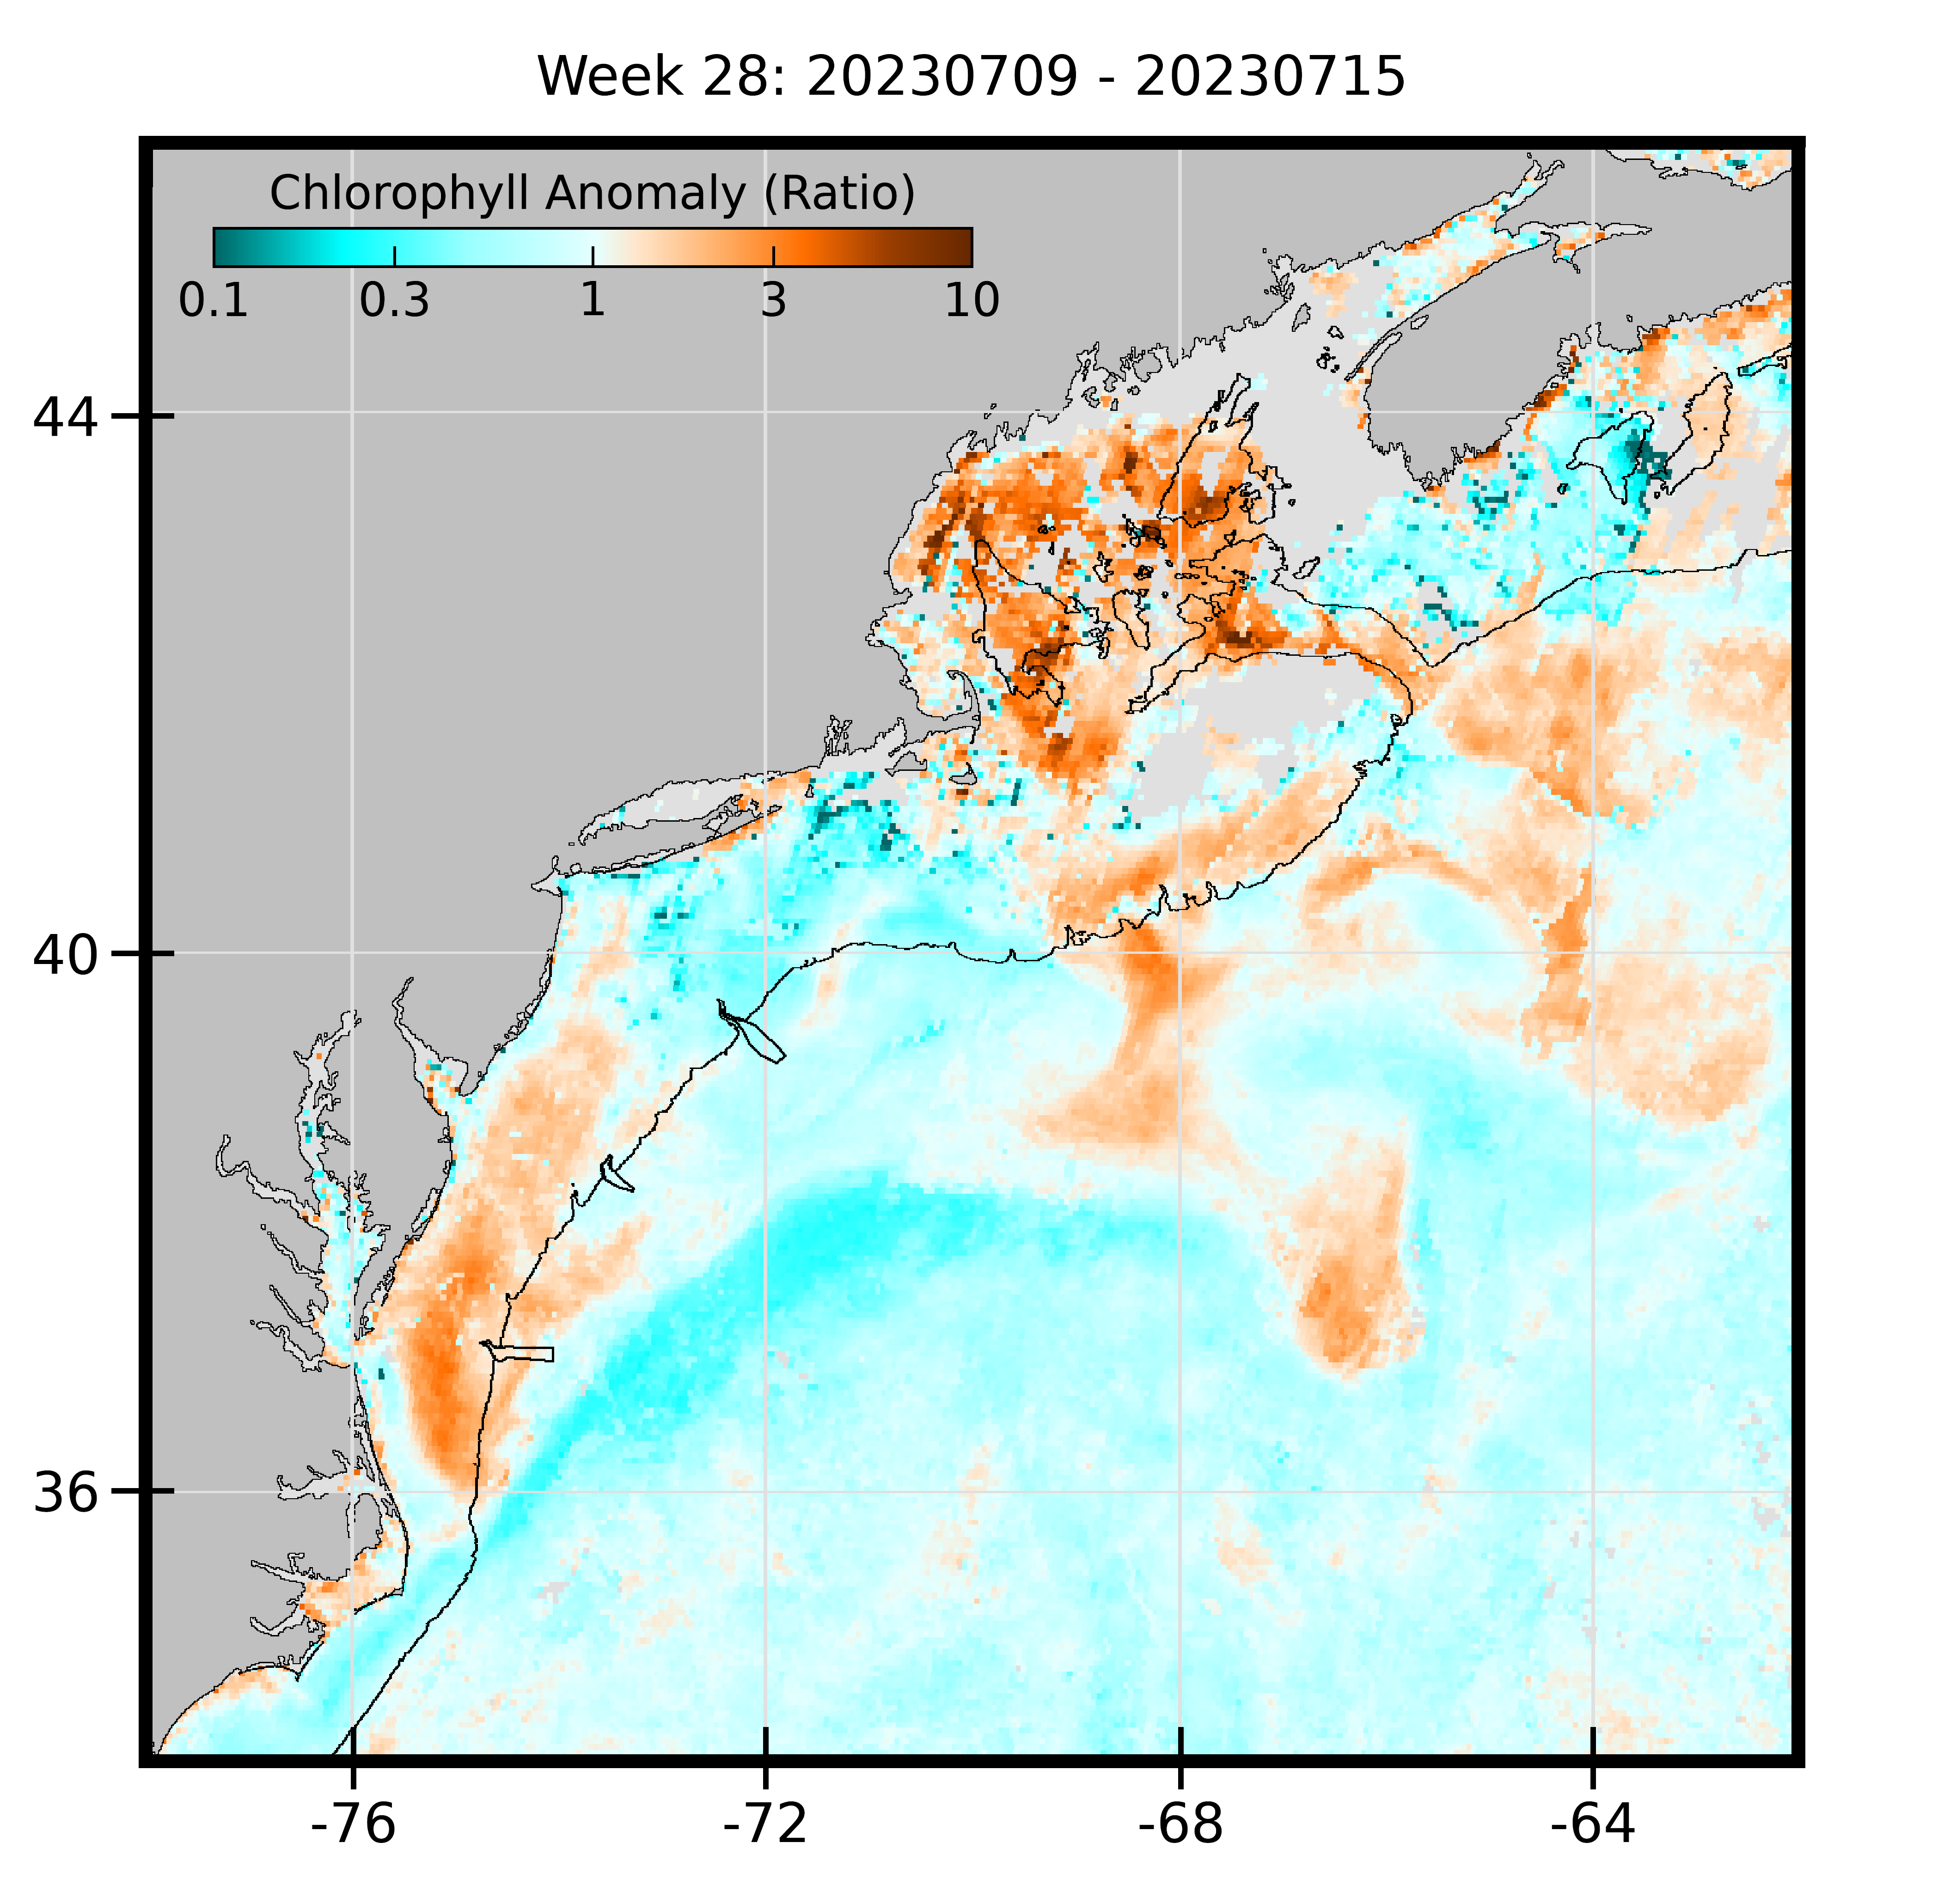 Week 28: 20230709 - 20230715
Chlorophyll Anomaly (Ratio)
0.1 0.3 1 3 10
44
40
36
-76 -72 -68 -64